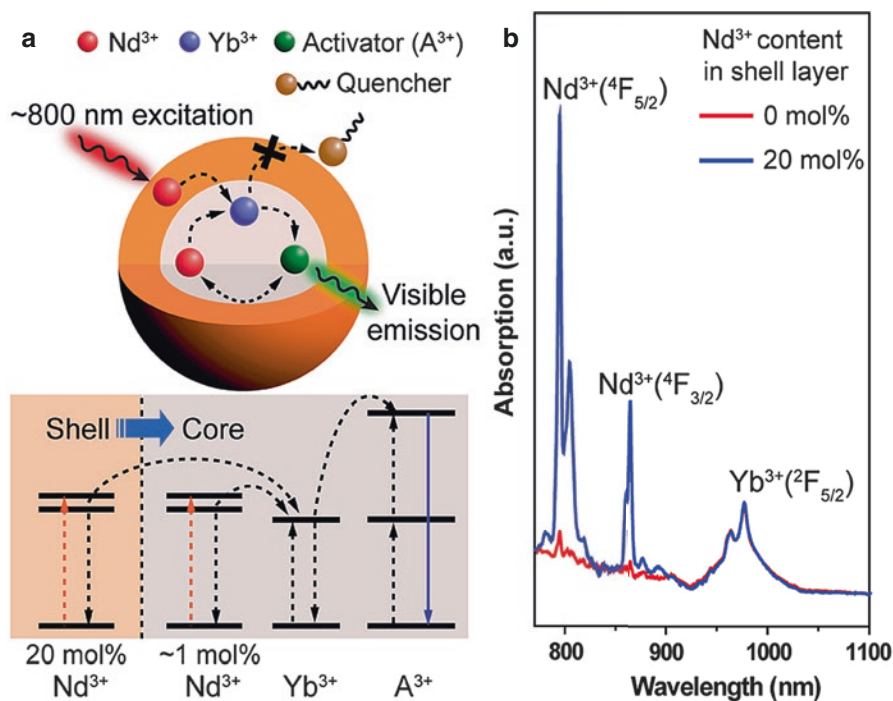 a
Nd³⁺ Yb³⁺ Activator (A³⁺)
Quencher
~800 nm excitation
Visible
emission
Shell Core
20 mol% ~1 mol%
Nd³⁺ Nd³⁺ Yb³⁺ A³⁺
b
Nd³⁺ content
in shell layer
0 mol%
20 mol%
Nd³⁺(⁴F₅/₂)
Nd³⁺(⁴F₃/₂)
Yb³⁺(²F₅/₂)
Absorption (a.u.)
800 900 1000 1100
Wavelength (nm)